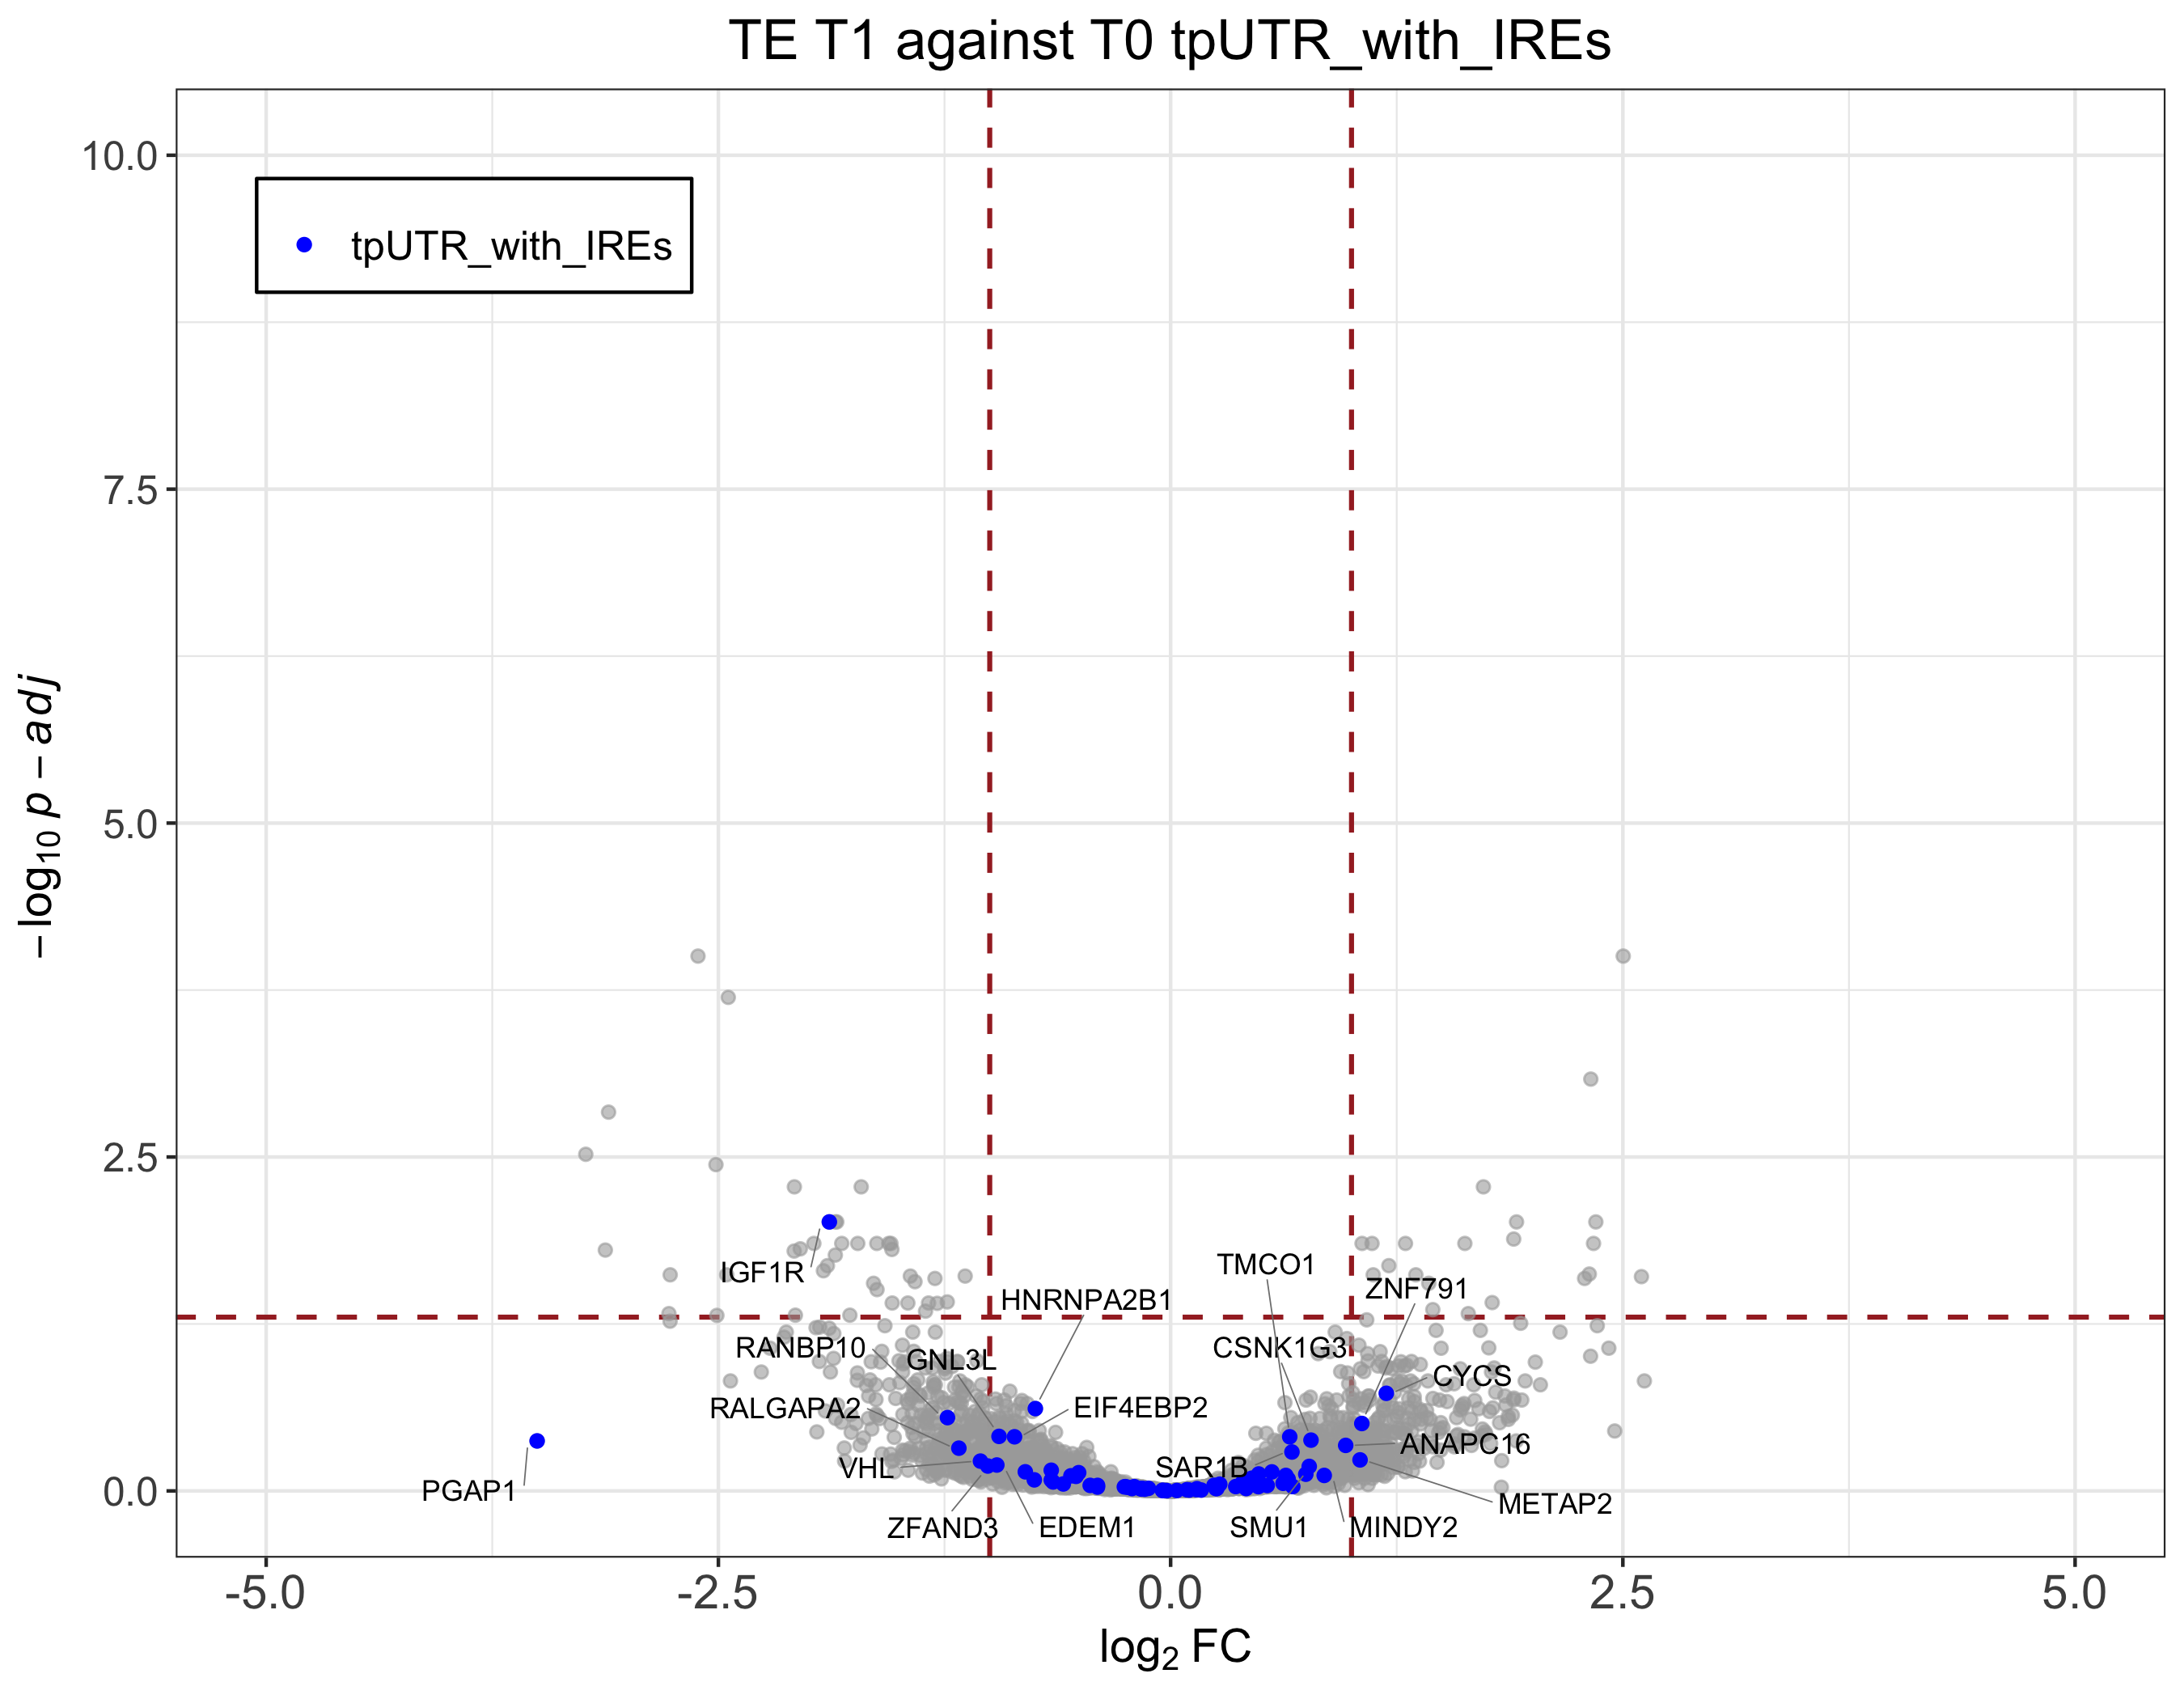 TE T1 against T0 tpUTR_with_IREs
10.0
7.5
5.0
2.5
0.0
−log10 p − adj
tpUTR_with_IREs
IGF1R
TMCO1
ZNF791
HNRNPA2B1
RANBP10
GNL3L
CSNK1G3
CYCS
RALGAPA2
EIF4EBP2
ANAPC16
VHL
SAR1B
PGAP1
METAP2
ZFAND3
EDEM1
SMU1
MINDY2
-5.0
-2.5
0.0
2.5
5.0
log2 FC